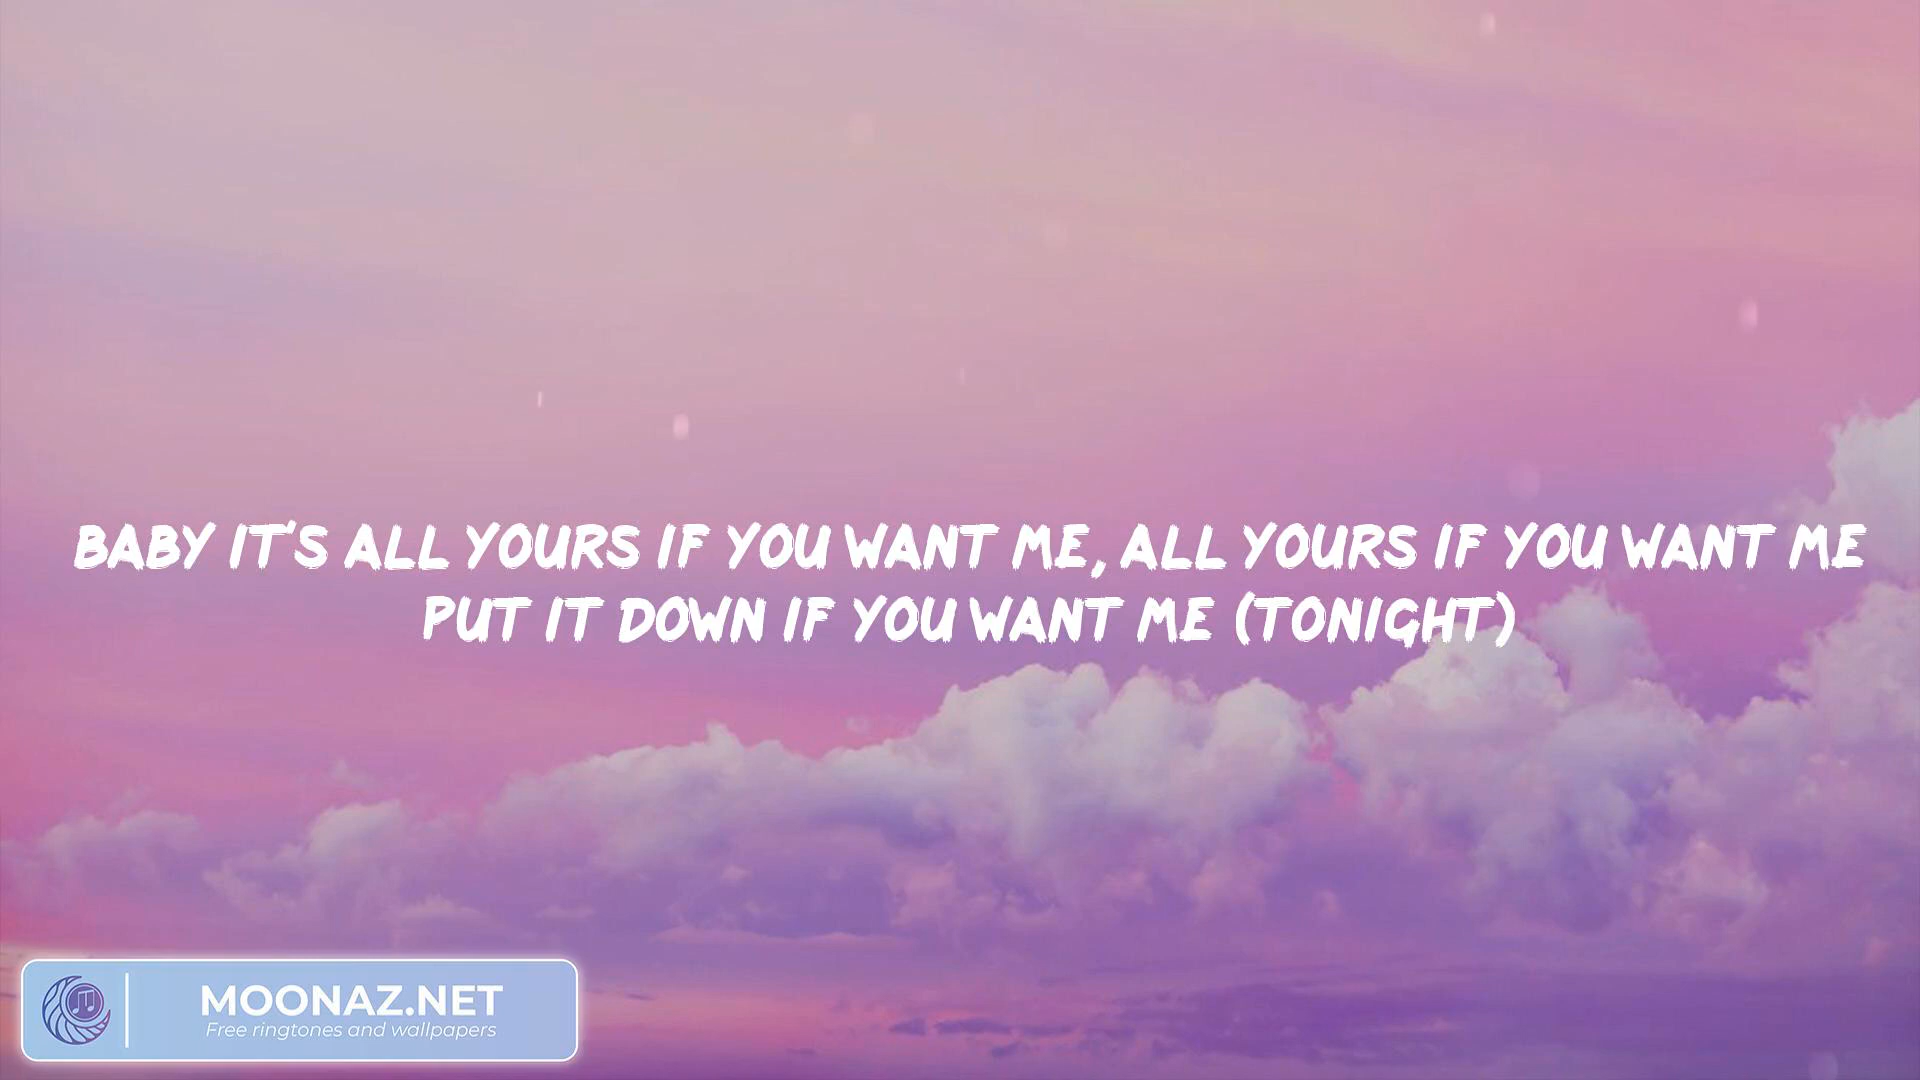 BABY IT'S ALL YOURS IF YOU WANT ME, ALL YOURS IF YOU WANT ME
PUT IT DOWN IF YOU WANT ME (TONIGHT)
MOONAZ.NET
Free ringtones and wallpapers